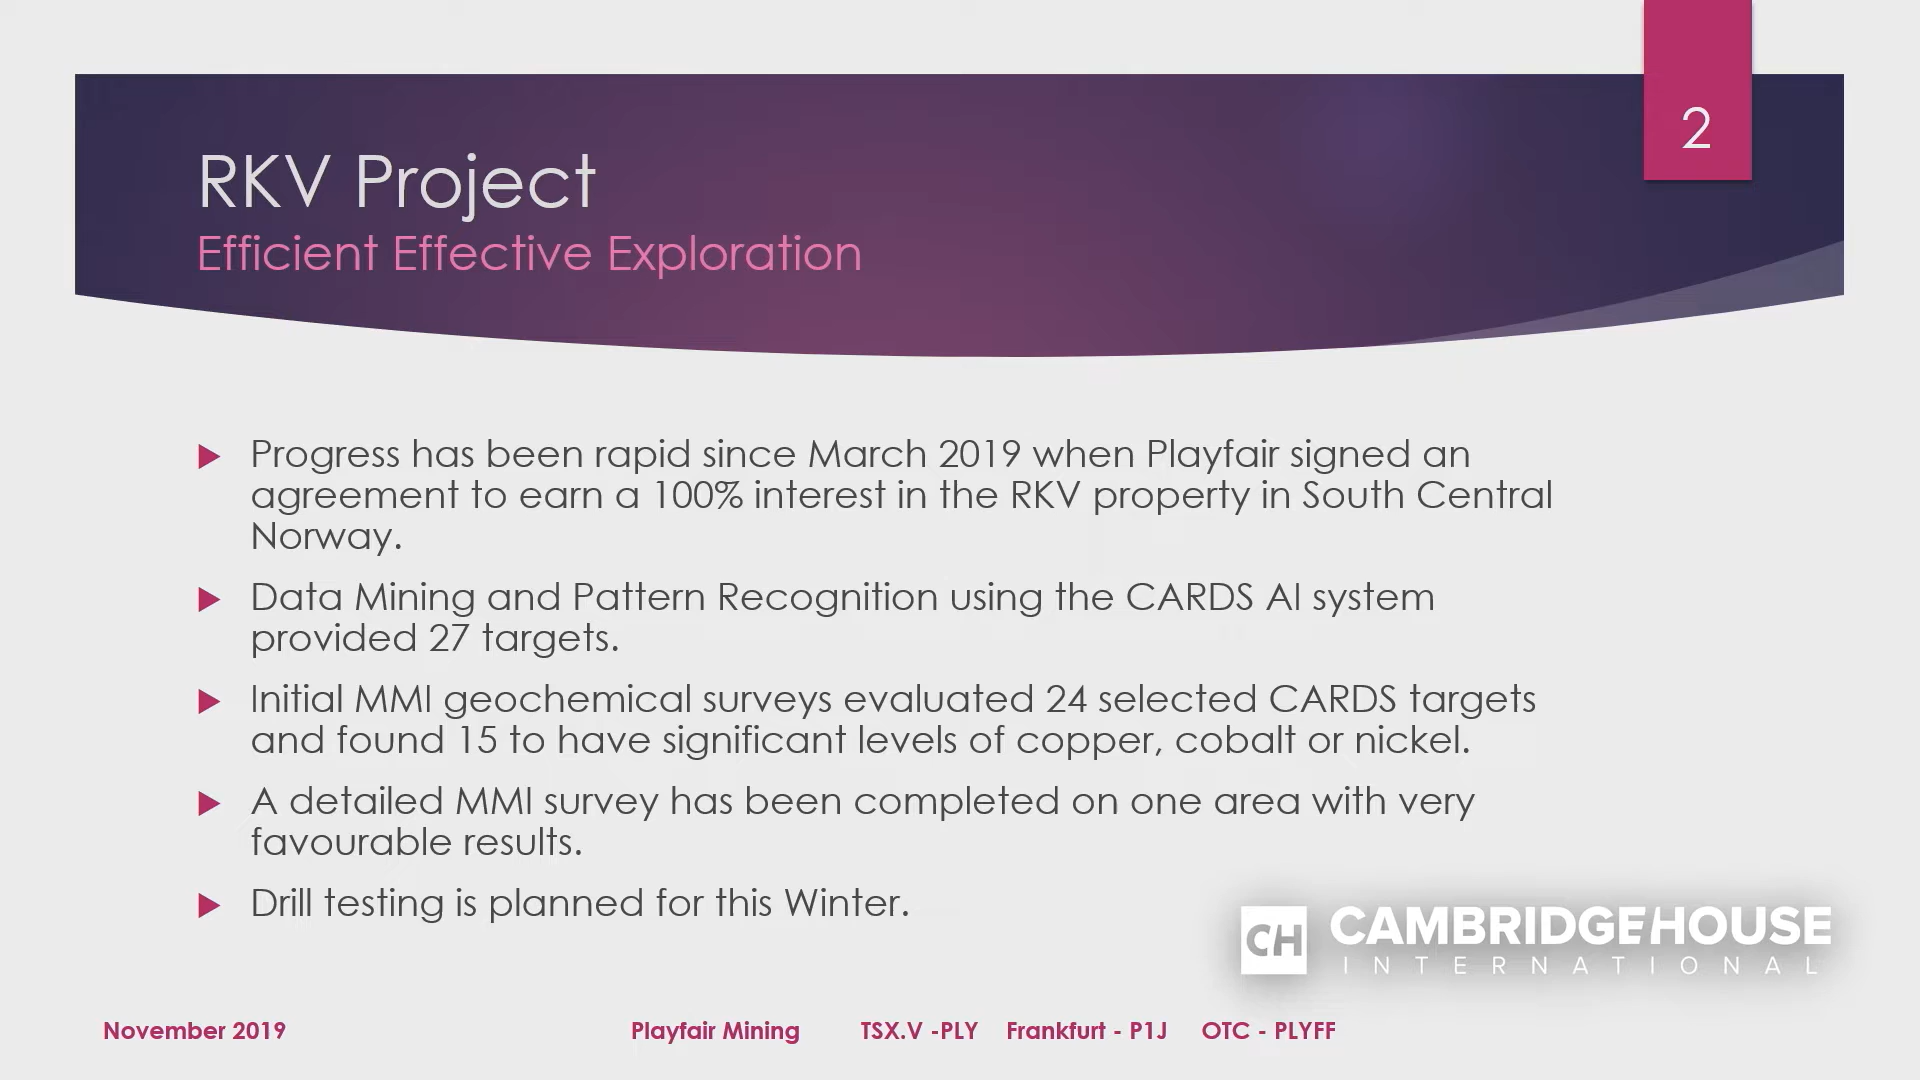 2
RKV Project
Efficient Effective Exploration
Progress has been rapid since March 2019 when Playfair signed an
agreement to earn a 100% interest in the RKV property in South Central
Norway.
Data Mining and Pattern Recognition using the CARDS AI system
provided 27 targets.
Initial MMI geochemical surveys evaluated 24 selected CARDS targets
and found 15 to have significant levels of copper, cobalt or nickel.
A detailed MMI survey has been completed on one area with very
favourable results.
Drill testing is planned for this Winter.
CH CAMBRIDGEHOUSE
INTERNATIONAL
November 2019 Playfair Mining TSX.V -PLY Frankfurt - P1J OTC - PLYFF